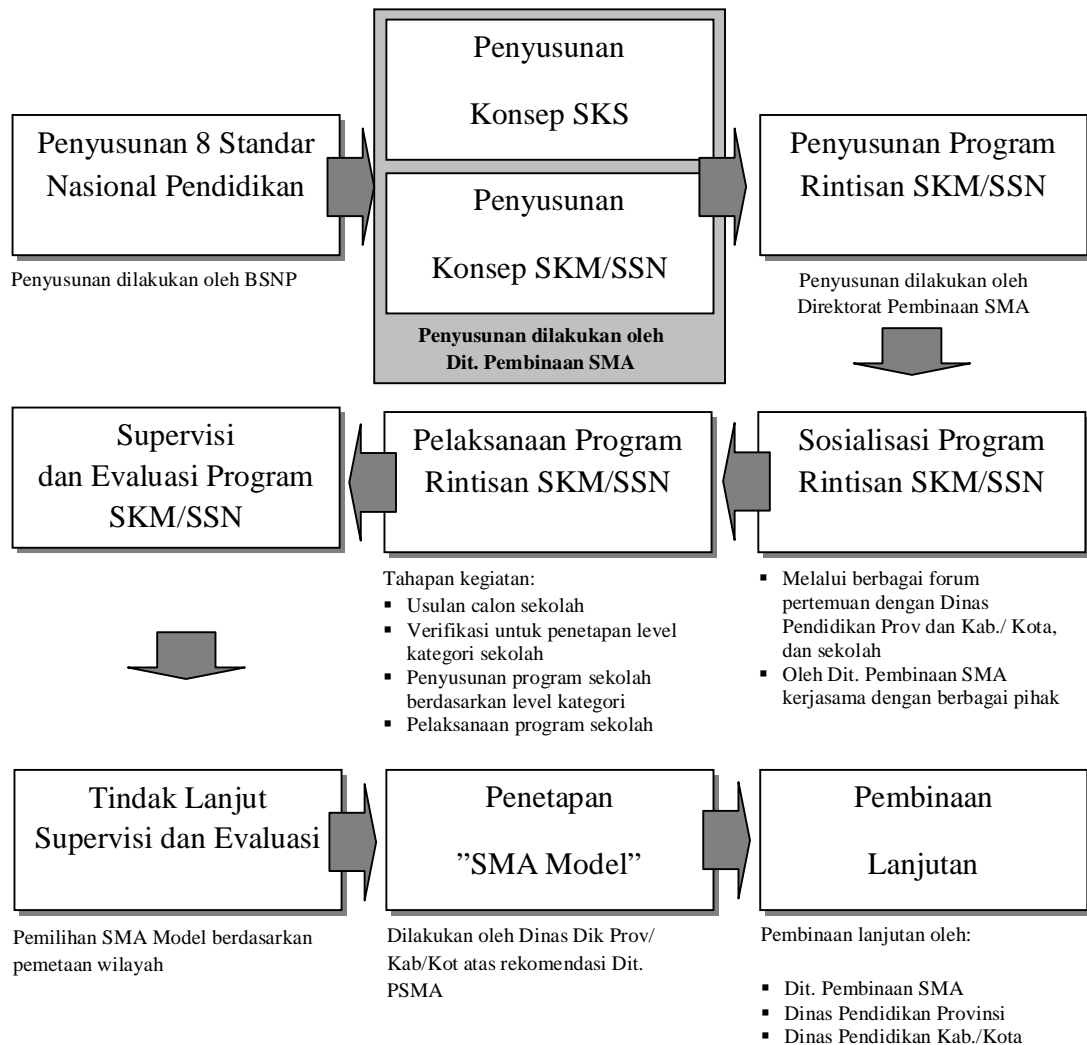 Penyusunan 8 Standar
Nasional Pendidikan
Penyusunan dilakukan oleh BSNP
Penyusunan
Konsep SKS
Penyusunan
Konsep SKM/SSN
Penyusunan dilakukan oleh
Dit. Pembinaan SMA
Penyusunan Program
Rintisan SKM/SSN
Penyusunan dilakukan oleh
Direktorat Pembinaan SMA
Sosialisasi Program
Rintisan SKM/SSN
▪ Melalui berbagai forum
pertemuan dengan Dinas
Pendidikan Prov dan Kab./ Kota,
dan sekolah
▪ Oleh Dit. Pembinaan SMA
kerjasama dengan berbagai pihak
Pelaksanaan Program
Rintisan SKM/SSN
Tahapan kegiatan:
▪ Usulan calon sekolah
▪ Verifikasi untuk penetapan level
kategori sekolah
▪ Penyusunan program sekolah
berdasarkan level kategori
▪ Pelaksanaan program sekolah
Supervisi
dan Evaluasi Program
SKM/SSN
Tindak Lanjut
Supervisi dan Evaluasi
Pemilihan SMA Model berdasarkan
pemetaan wilayah
Penetapan
”SMA Model”
Dilakukan oleh Dinas Dik Prov/
Kab/Kot atas rekomendasi Dit.
PSMA
Pembinaan
Lanjutan
Pembinaan lanjutan oleh:
▪ Dit. Pembinaan SMA
▪ Dinas Pendidikan Provinsi
▪ Dinas Pendidikan Kab./Kota